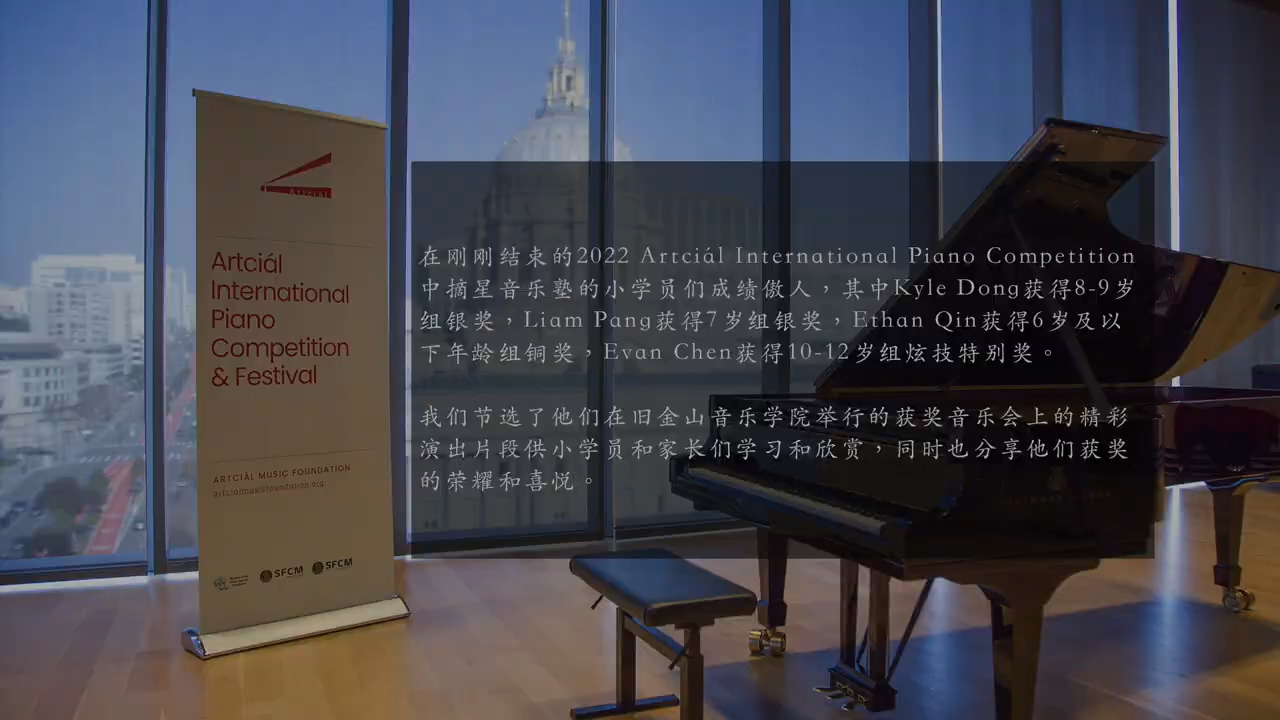 Artciál
Artciál
International
Piano
Competition
& Festival
ARTCIÁL MUSIC FOUNDATION
artcialmusicfoundation.org
SFCM
SFCM
在刚刚结束的2022 Artciál International Piano Competition
中摘星音乐塾的小学员们成绩傲人，其中Kyle Dong获得8-9岁
组银奖，Liam Pang获得7岁组银奖，Ethan Qin获得6岁及以
下年龄组铜奖，Evan Chen获得10-12岁组炫技特别奖。
我们节选了他们在旧金山音乐学院举行的获奖音乐会上的精彩
演出片段供小学员和家长们学习和欣赏，同时也分享他们获奖
的荣耀和喜悦。